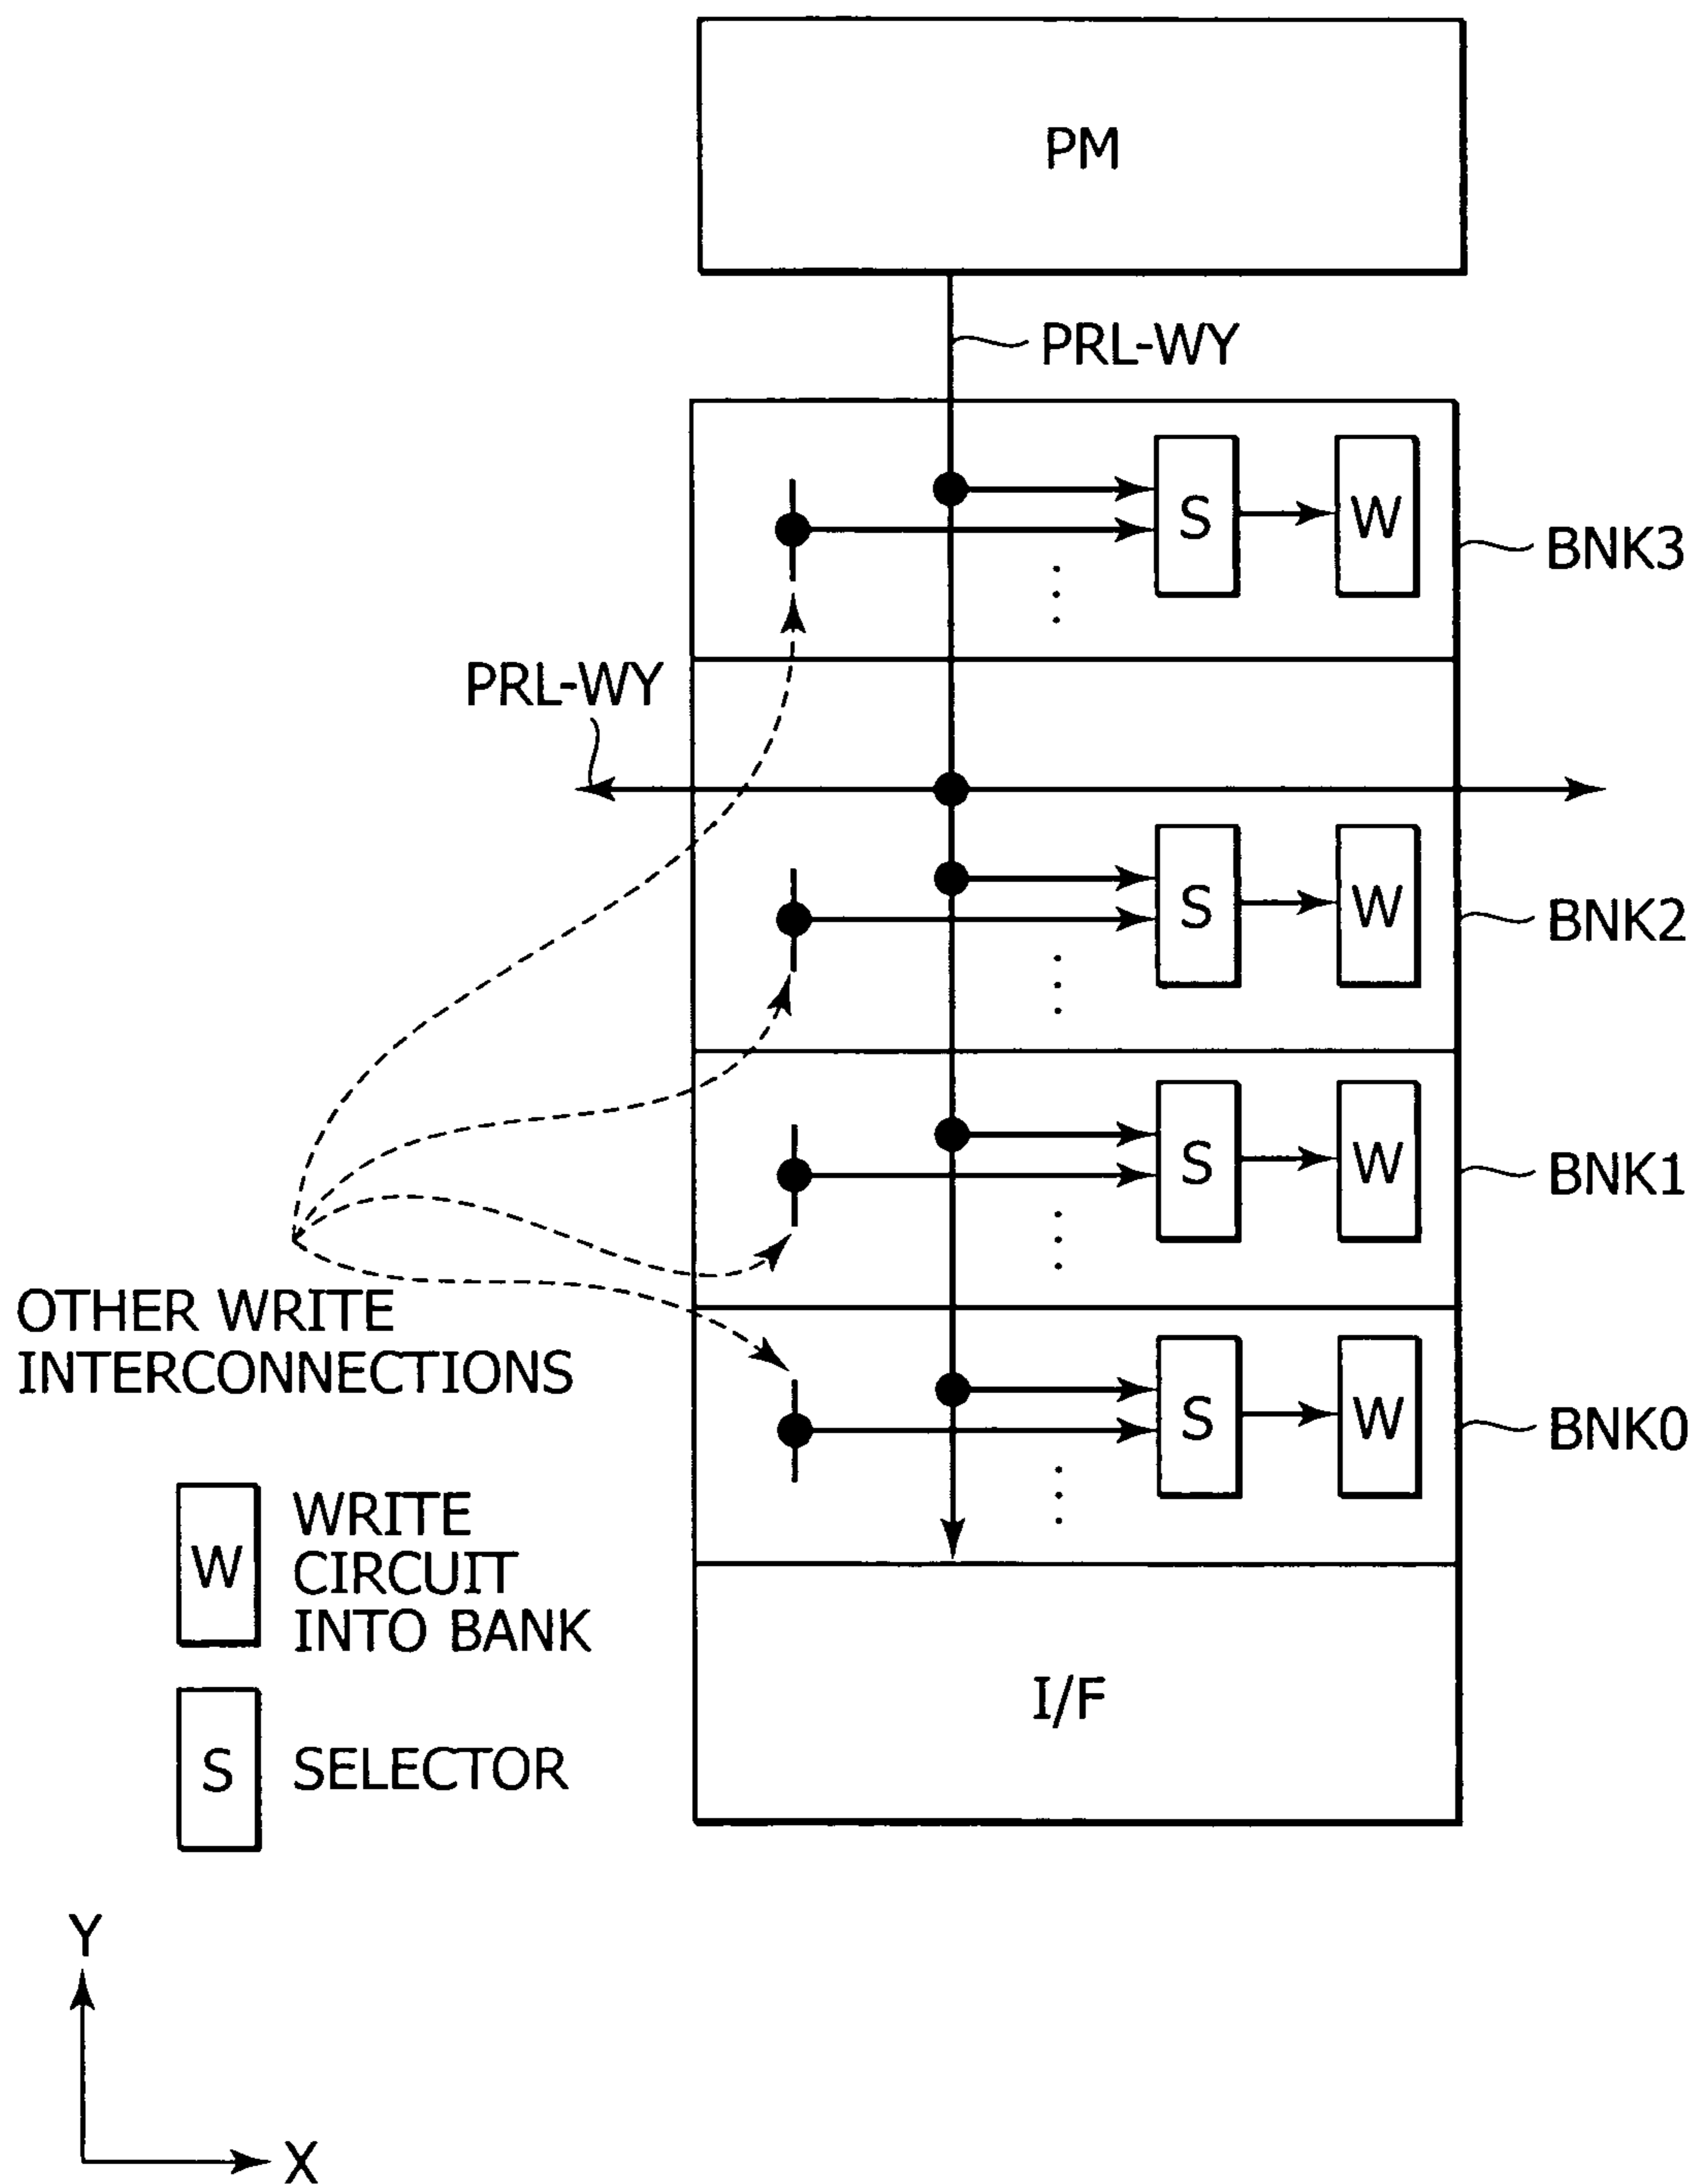 PM
PRL-WY
S
W
BNK3
PRL-WY
S
W
BNK2
S
W
BNK1
OTHER WRITE
INTERCONNECTIONS
S
W
BNK0
W
WRITE
CIRCUIT
INTO BANK
I/F
S
SELECTOR
Y
X